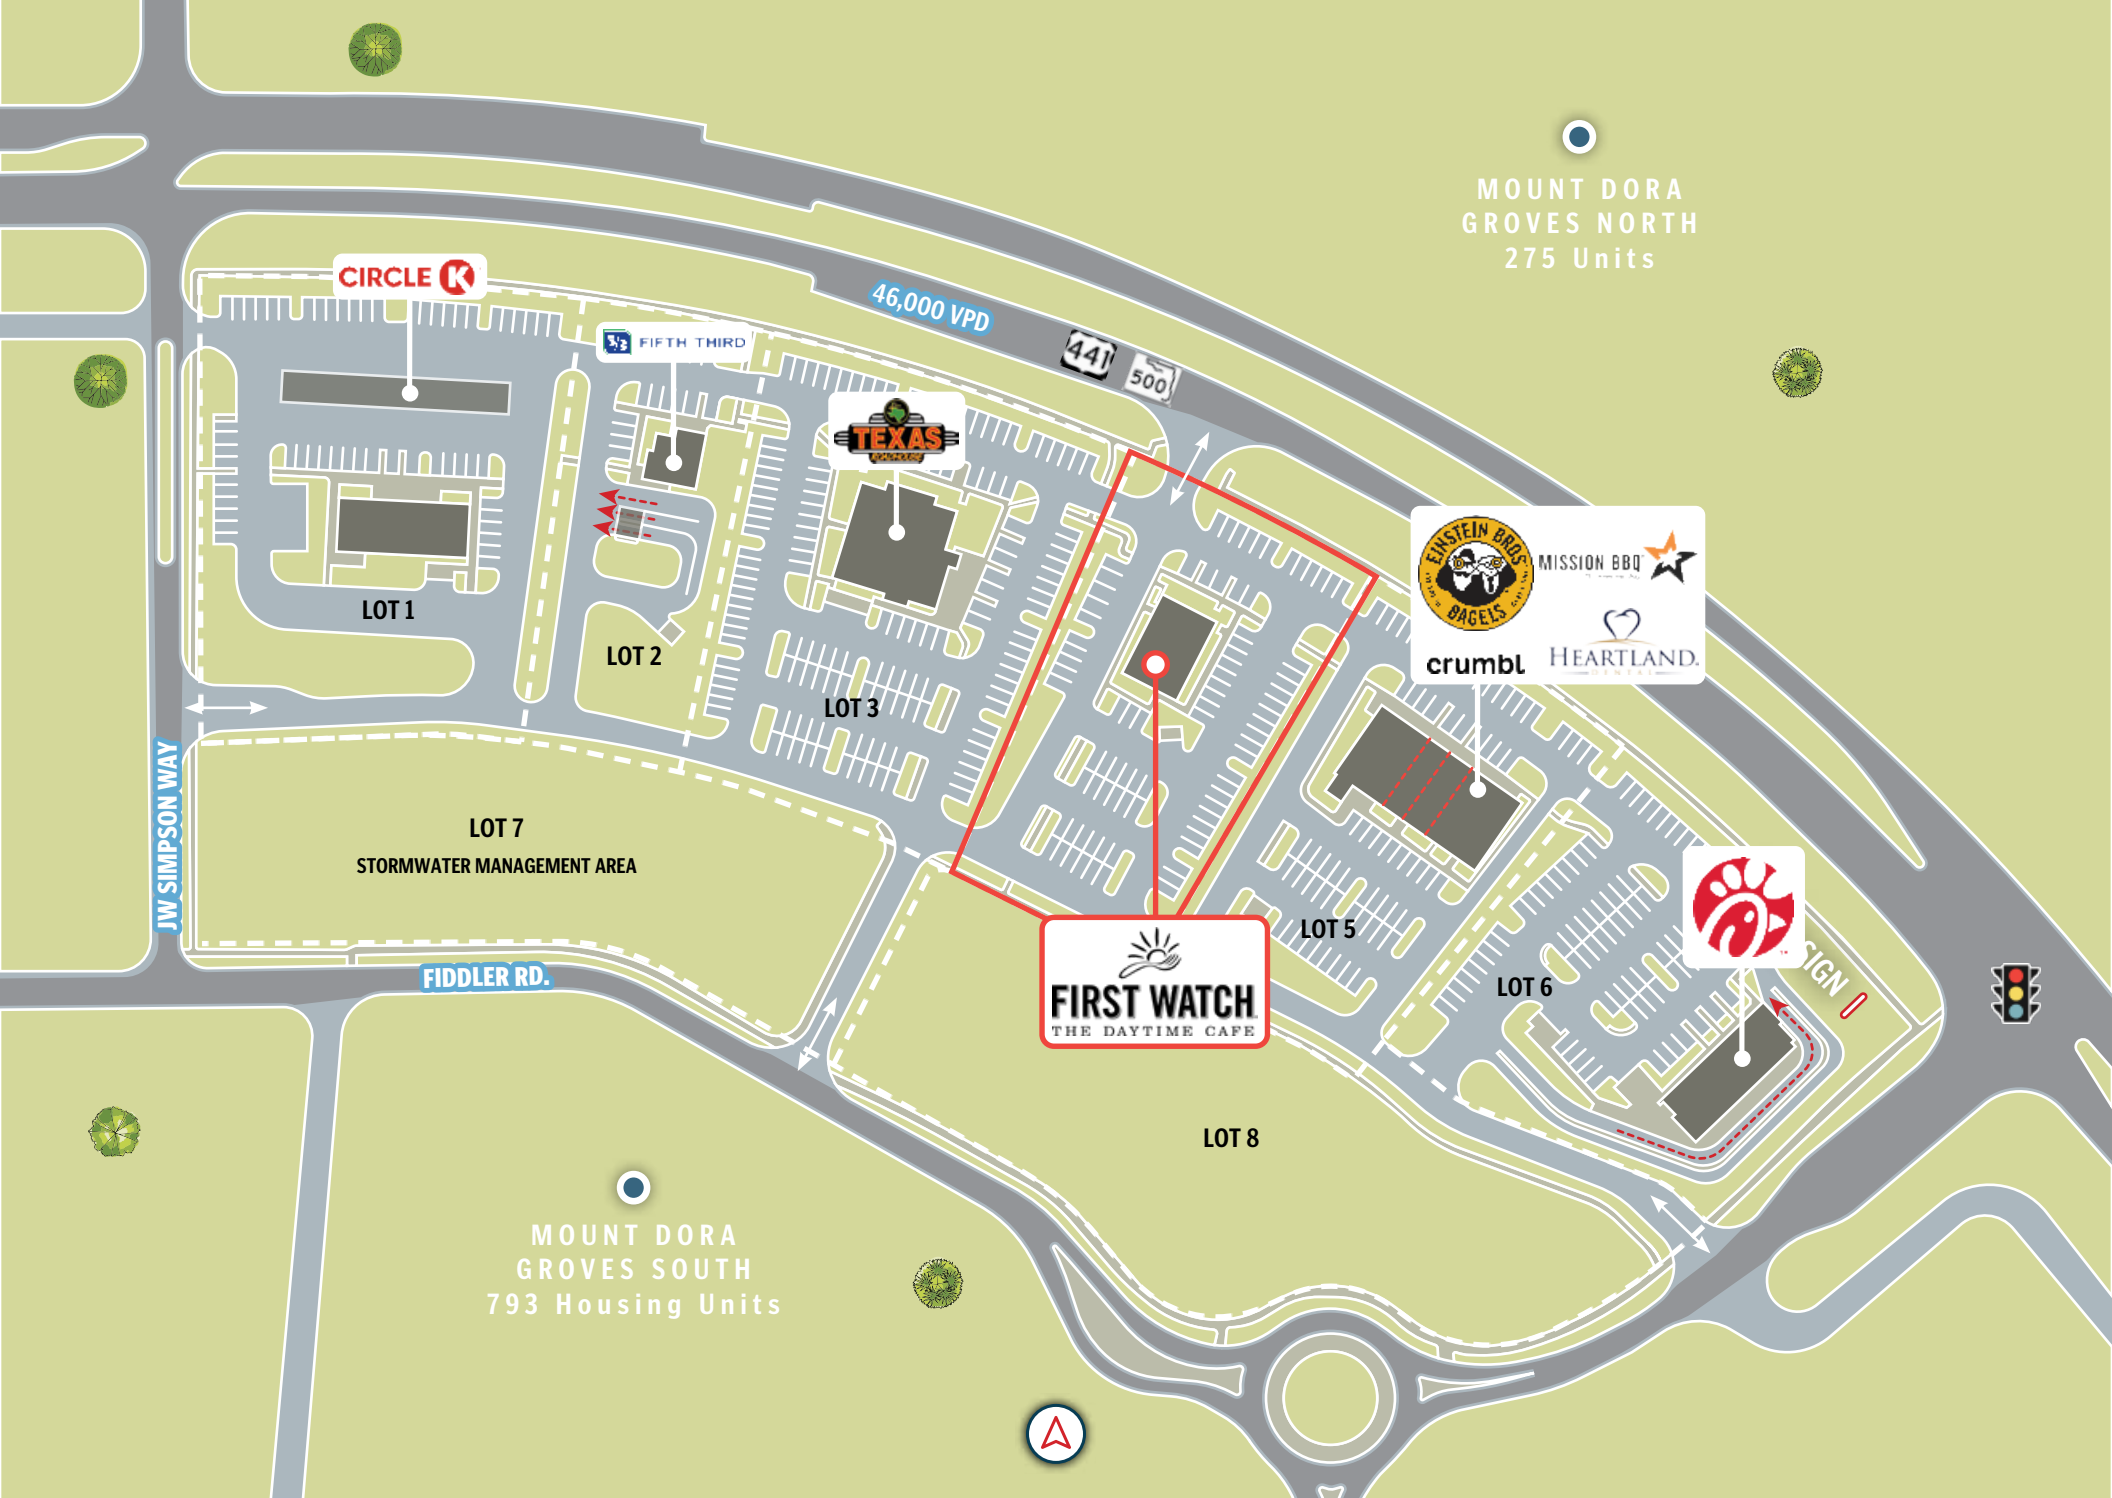 MOUNT DORA
GROVES NORTH
275 Units
CIRCLE K
46,000 VPD
FIFTH THIRD
441
500
TEXAS
ROADHOUSE
EINSTEIN BROS
BAGELS
MISSION BBQ
crumbl
HEARTLAND
DENTAL
LOT 1
LOT 2
LOT 3
JW SIMPSON WAY
LOT 7
STORMWATER MANAGEMENT AREA
LOT 5
LOT 6
SIGN
FIDDLER RD.
FIRST WATCH
THE DAYTIME CAFE
LOT 8
MOUNT DORA
GROVES SOUTH
793 Housing Units